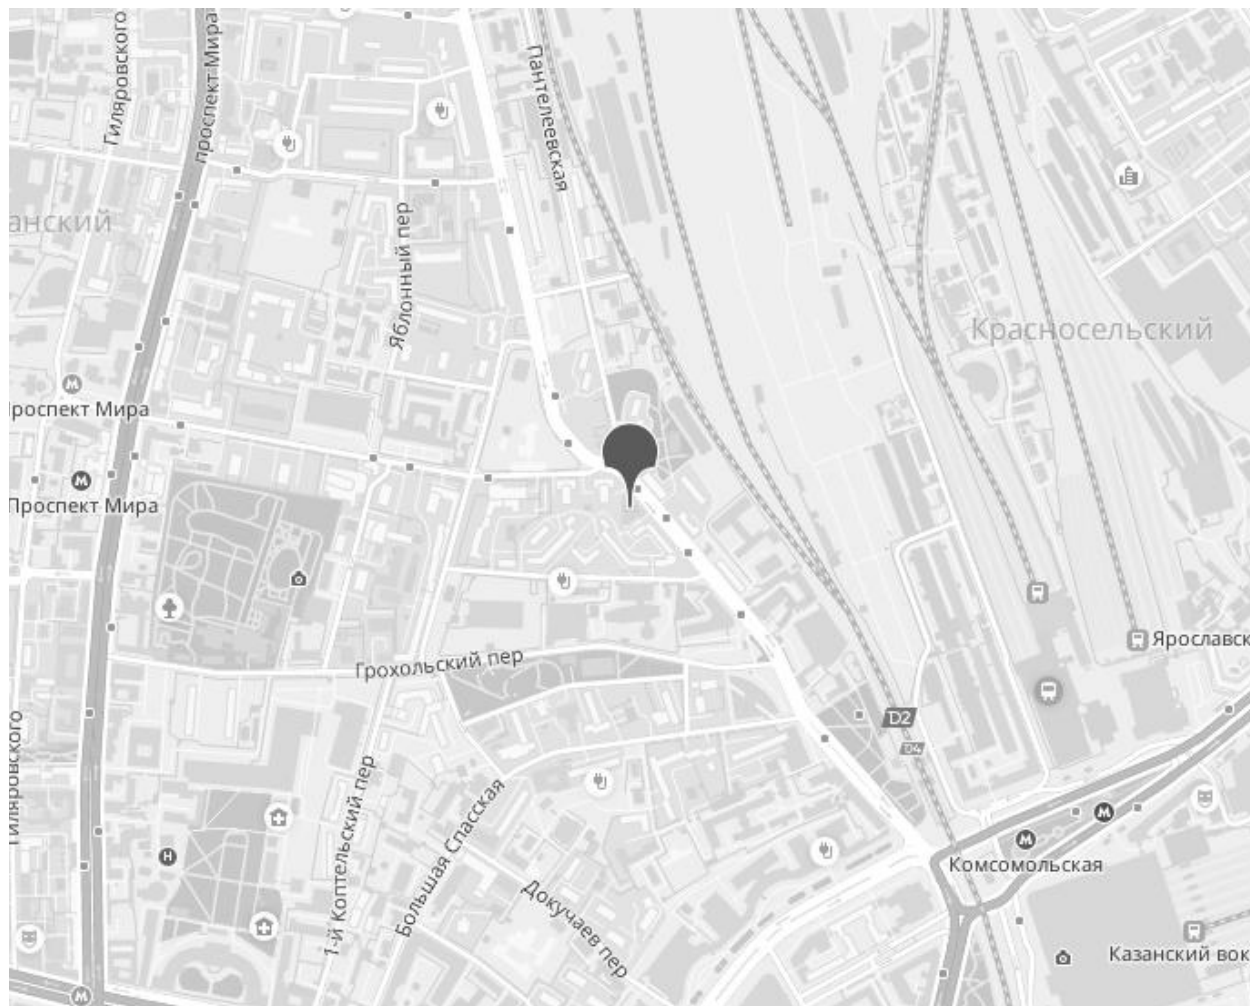 Гиляровского
проспект Мира
Пантелеевская
анский
Яблонный пер
Красносельский
Проспект Мира
Проспект Мира
Ярославск
Грохольский пер
D2
D4
Гиляровского
1-й Коптельский пер
Большая Спасская
Докучаев пер
Комсомольская
Казанский вок
М
М
М
М
М
Н